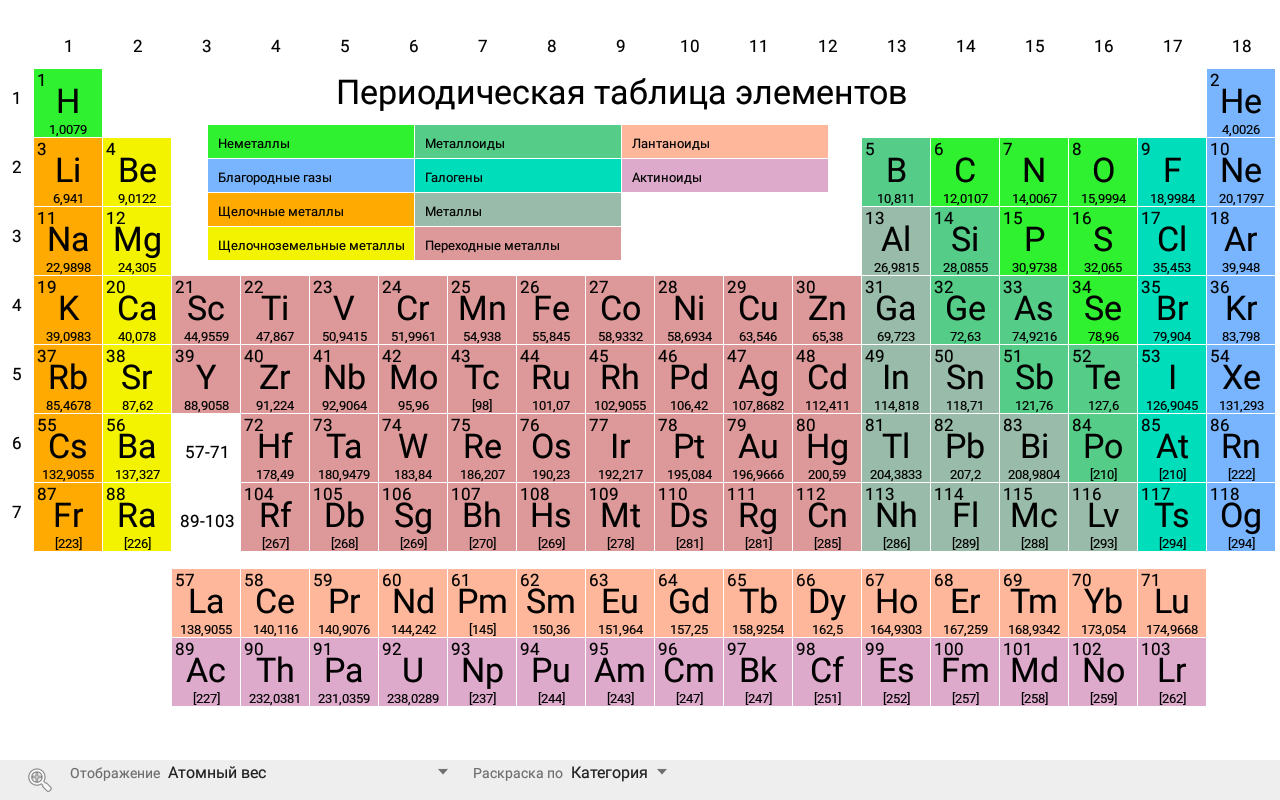 1 2 3 4 5 6 7 8 9 10 11 12 13 14 15 16 17 18
Периодическая таблица элементов
Неметаллы Металлоиды Лантаноиды
Благородные газы Галогены Актиноиды
Щелочные металлы Металлы
Щелочноземельные металлы Переходные металлы
1
1 2
H He
1,0079 4,0026
2
3 4 5 6 7 8 9 10
Li Be B C N O F Ne
6,941 9,0122 10,811 12,0107 14,0067 15,9994 18,9984 20,1797
3
11 12 13 14 15 16 17 18
Na Mg Al Si P S Cl Ar
22,9898 24,305 26,9815 28,0855 30,9738 32,065 35,453 39,948
4
19 20 21 22 23 24 25 26 27 28 29 30 31 32 33 34 35 36
K Ca Sc Ti V Cr Mn Fe Co Ni Cu Zn Ga Ge As Se Br Kr
39,0983 40,078 44,9559 47,867 50,9415 51,9961 54,938 55,845 58,9332 58,6934 63,546 65,38 69,723 72,63 74,9216 78,96 79,904 83,798
5
37 38 39 40 41 42 43 44 45 46 47 48 49 50 51 52 53 54
Rb Sr Y Zr Nb Mo Tc Ru Rh Pd Ag Cd In Sn Sb Te I Xe
85,4678 87,62 88,9058 91,224 92,9064 95,96 [98] 101,07 102,9055 106,42 107,8682 112,411 114,818 118,71 121,76 127,6 126,9045 131,293
6
55 56 57-71 72 73 74 75 76 77 78 79 80 81 82 83 84 85 86
Cs Ba Hf Ta W Re Os Ir Pt Au Hg Tl Pb Bi Po At Rn
132,9055 137,327 178,49 180,9479 183,84 186,207 190,23 192,217 195,084 196,9666 200,59 204,3833 207,2 208,9804 [210] [210] [222]
7
87 88 89-103 104 105 106 107 108 109 110 111 112 113 114 115 116 117 118
Fr Ra Rf Db Sg Bh Hs Mt Ds Rg Cn Nh Fl Mc Lv Ts Og
[223] [226] [267] [268] [269] [270] [269] [278] [281] [281] [285] [286] [289] [288] [293] [294] [294]
57 58 59 60 61 62 63 64 65 66 67 68 69 70 71
La Ce Pr Nd Pm Sm Eu Gd Tb Dy Ho Er Tm Yb Lu
138,9055 140,116 140,9076 144,242 [145] 150,36 151,964 157,25 158,9254 162,5 164,9303 167,259 168,9342 173,054 174,9668
89 90 91 92 93 94 95 96 97 98 99 100 101 102 103
Ac Th Pa U Np Pu Am Cm Bk Cf Es Fm Md No Lr
[227] 232,0381 231,0359 238,0289 [237] [244] [243] [247] [247] [251] [252] [257] [258] [259] [262]
Отображение Атомный вес Раскраска по Категория